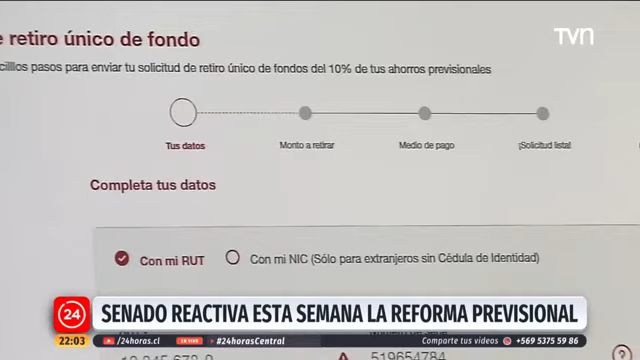 TVN
e retiro único de fondo
cilllos pasos para enviar tu solicitud de retiro único de fondos del 10% de tus ahorros previsionales
Tus datos
Monto a retirar
Medio de pago
¡Solicitud lista!
Completa tus datos
Con mi RUT
Con mi NIC (Sólo para extranjeros sin Cédula de Identidad)
24
SENADO REACTIVA ESTA SEMANA LA REFORMA PREVISIONAL
22:03
24horas.cl
EN VIVO
#24horasCentral
Comparte tus videos
+569 5375 59 86
519654784